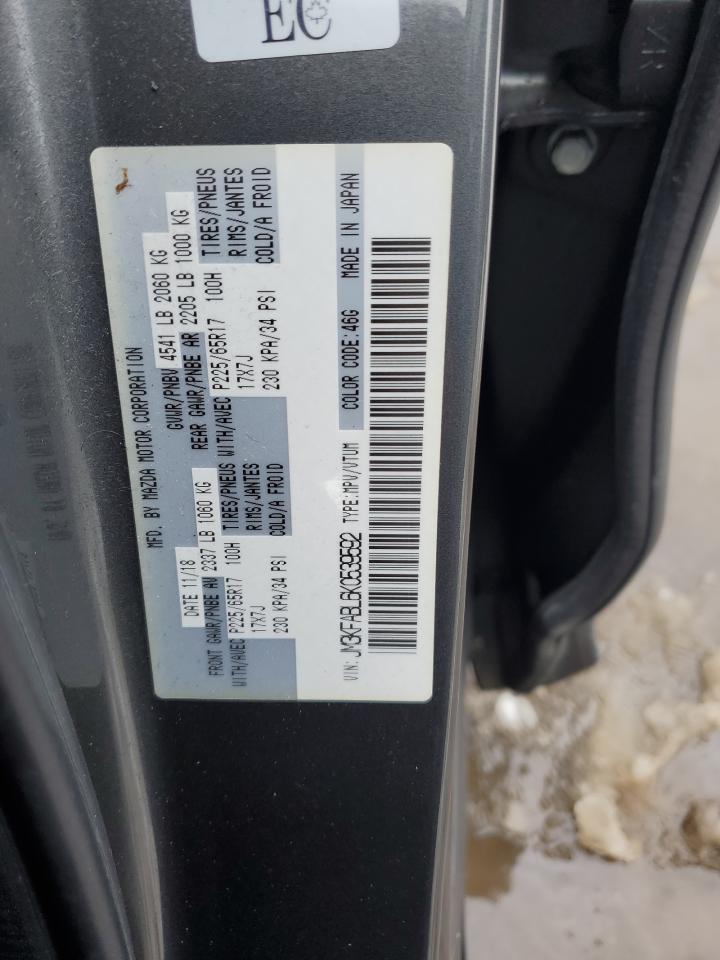 EC
MFD. BY MAZDA MOTOR CORPORATION
DATE 11/18 GVWR/PNBV 4541 LB 2060 KG
FRONT GAWR/PNBE AV 2337 LB 1060 KG REAR GAWR/PNBE AR 2205 LB 1000 KG
WITH/AVEC P225/65R17 100H TIRES/PNEUS WITH/AVEC P225/65R17 100H TIRES/PNEUS
17X7J RIMS/JANTES 17X7J RIMS/JANTES
230 KPA/34 PSI COLD/A FROID 230 KPA/34 PSI COLD/A FROID
VIN: JM3KFABL6K0539592 TYPE:MPV/VTUM COLOR CODE:46G MADE IN JAPAN